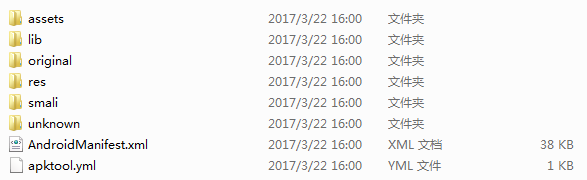 assets 2017/3/22 16:00 文件夹
lib 2017/3/22 16:00 文件夹
original 2017/3/22 16:00 文件夹
res 2017/3/22 16:00 文件夹
smali 2017/3/22 16:00 文件夹
unknown 2017/3/22 16:00 文件夹
AndroidManifest.xml 2017/3/22 16:00 XML 文档 38 KB
apktool.yml 2017/3/22 16:00 YML 文件 1 KB